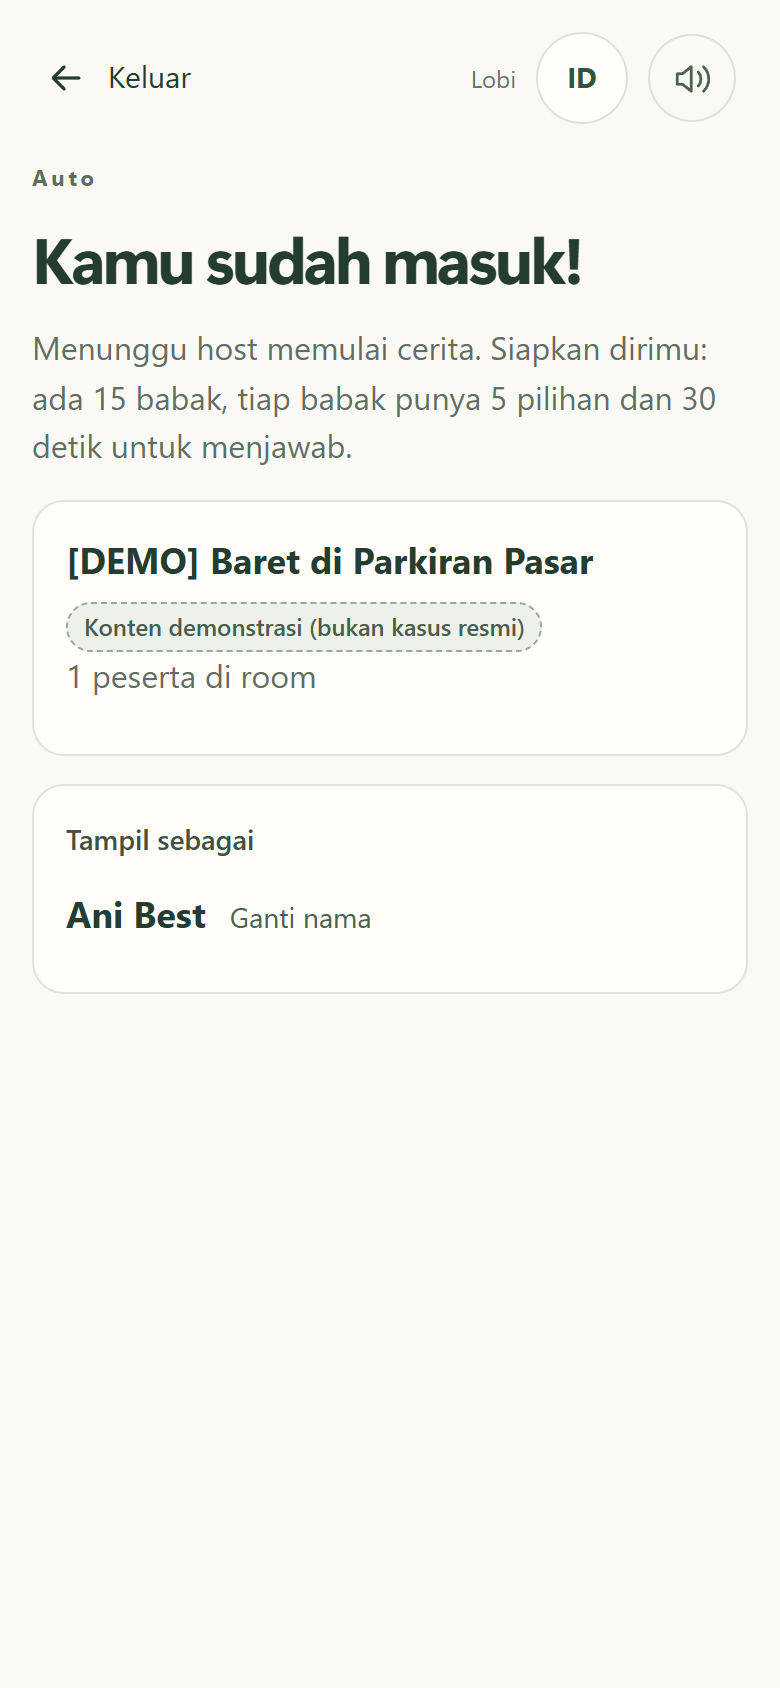 Keluar
Lobi
ID
Auto
Kamu sudah masuk!
Menunggu host memulai cerita. Siapkan dirimu:
ada 15 babak, tiap babak punya 5 pilihan dan 30
detik untuk menjawab.
[DEMO] Baret di Parkiran Pasar
Konten demonstrasi (bukan kasus resmi)
1 peserta di room
Tampil sebagai
Ani Best
Ganti nama